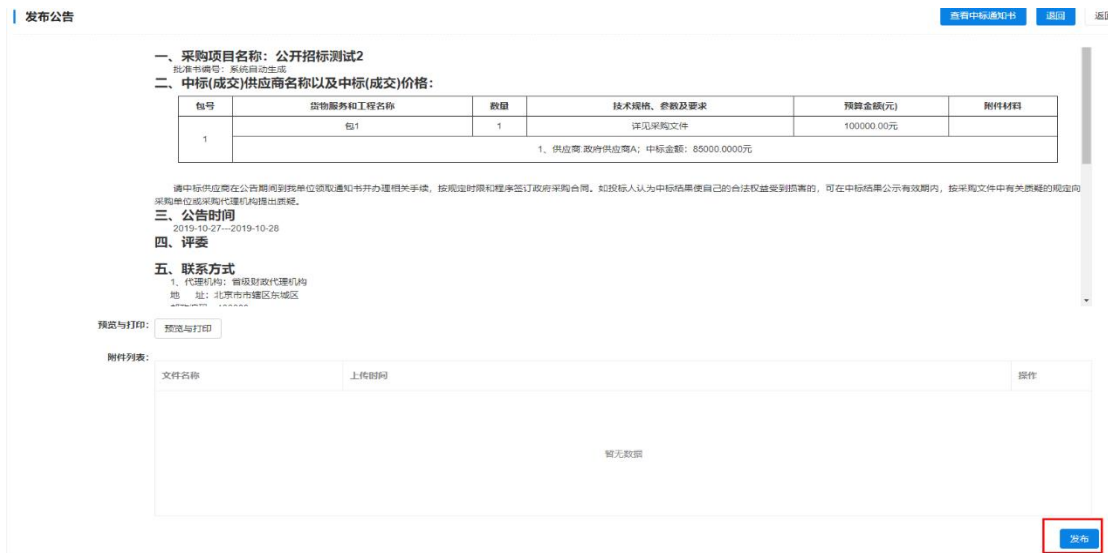 发布公告
查看中标通知书 退回
一、采购项目名称：公开招标测试2
批准书编号：系统自动生成
二、中标(成交)供应商名称以及中标(成交)价格：
包号 货物服务和工程名称 数量 技术规格、参数及要求 预算金额(元) 附件材料
1 包1 1 详见采购文件 100000.00元
1、供应商:政府供应商A；中标金额：85000.0000元
请中标供应商在公告期间到我单位领取通知书并办理相关手续，按规定时限和程序签订政府采购合同。如投标人认为中标结果使自己的合法权益受到损害的，可在中标结果公示有效期内，按采购文件中有关质疑的规定向
采购单位或采购代理机构提出质疑。
三、公告时间
2019-10-27---2019-10-28
四、评委
五、联系方式
1、代理机构：省级财政代理机构
地 址：北京市市辖区东城区
预览与打印： 预览与打印
附件列表：
文件名称 上传时间 操作
暂无数据
发布